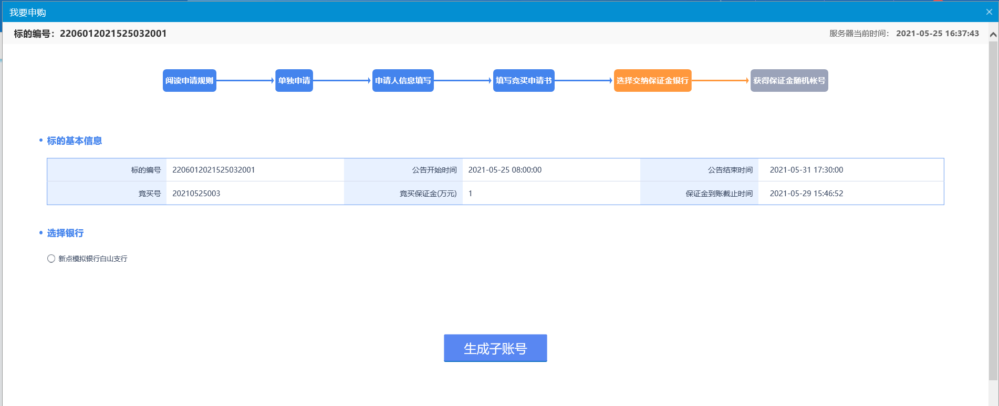 我要申购
标的编号：2206012021525032001 服务器当前时间： 2021-05-25 16:37:43
阅读申请规则 单独申请 申请人信息填写 填写竞买申请书 选择交纳保证金银行 获得保证金随机帐号
标的基本信息
标的编号 2206012021525032001 公告开始时间 2021-05-25 08:00:00 公告结束时间 2021-05-31 17:30:00
竞买号 20210525003 竞买保证金(万元) 1 保证金到账截止时间 2021-05-29 15:46:52
选择银行
新点模拟银行白山支行
生成子账号